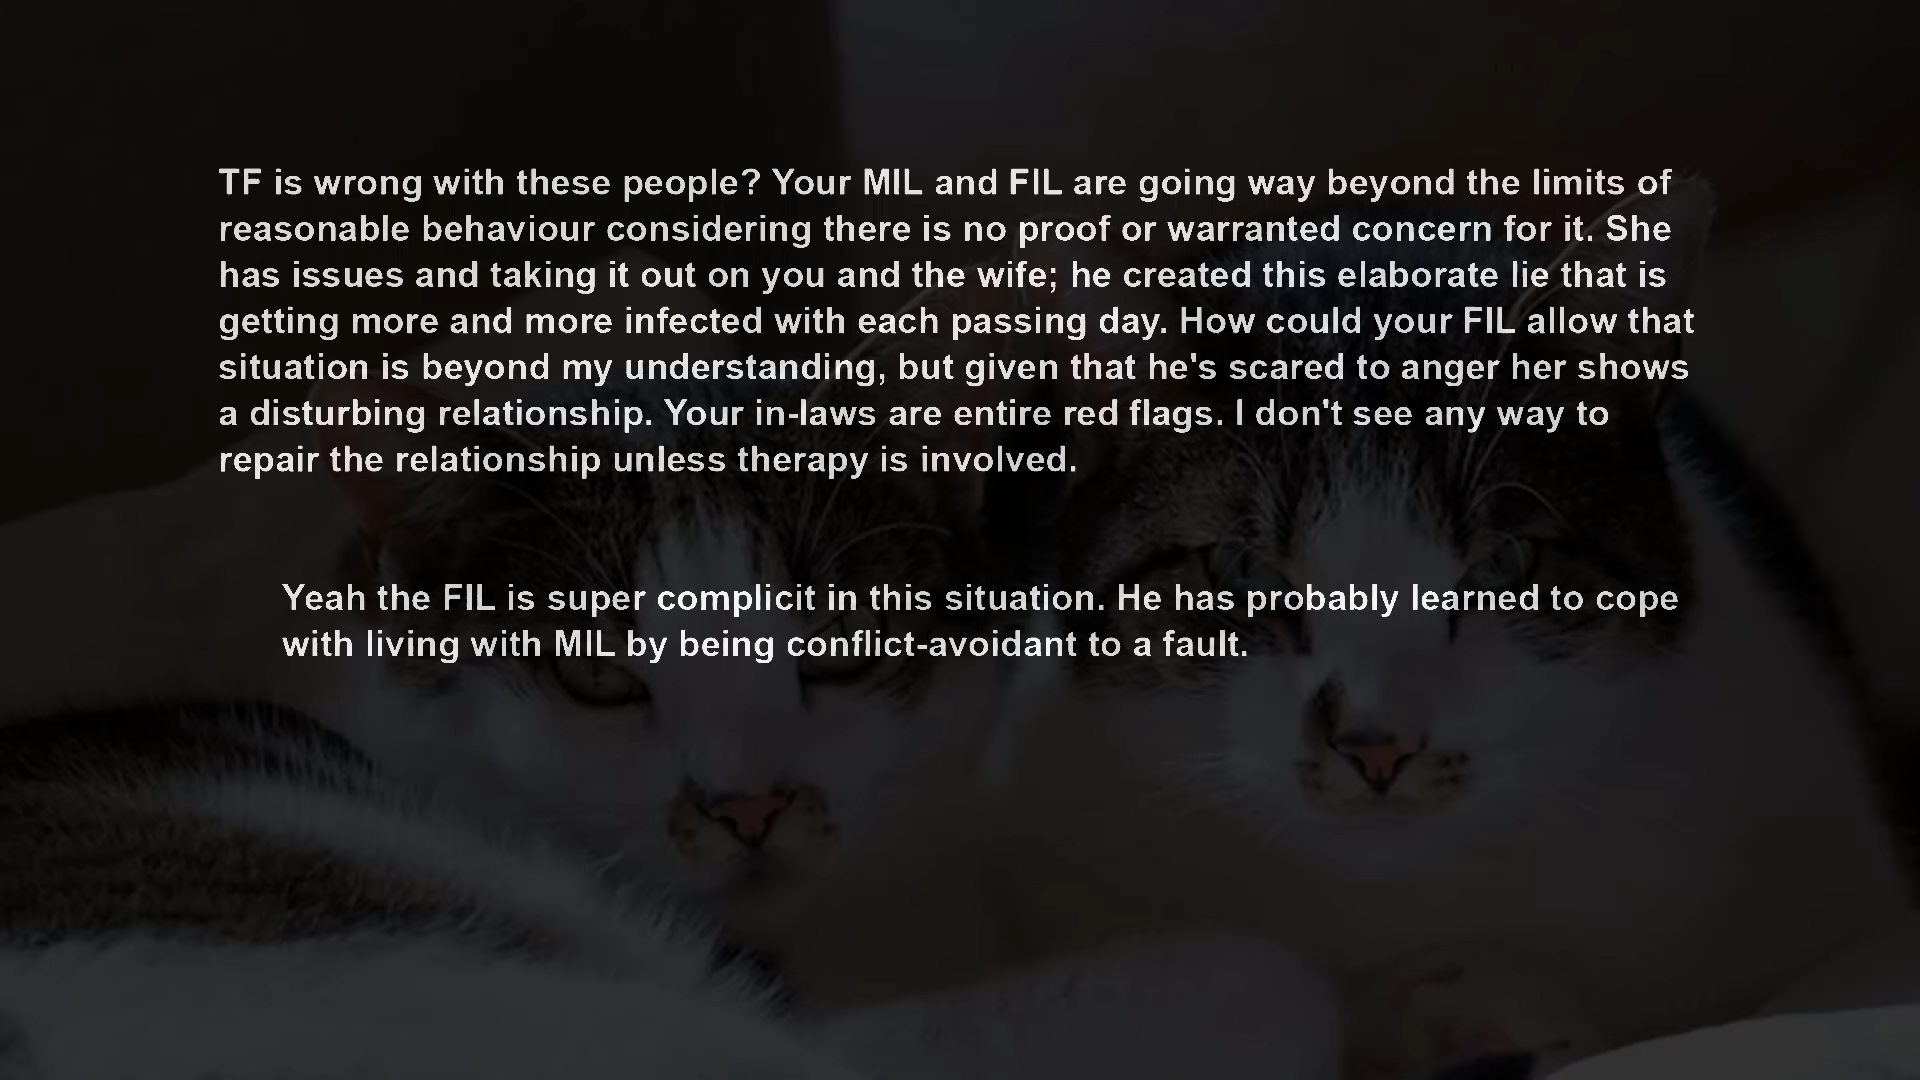 TF is wrong with these people? Your MIL and FIL are going way beyond the limits of
reasonable behaviour considering there is no proof or warranted concern for it. She
has issues and taking it out on you and the wife; he created this elaborate lie that is
getting more and more infected with each passing day. How could your FIL allow that
situation is beyond my understanding, but given that he's scared to anger her shows
a disturbing relationship. Your in-laws are entire red flags. I don't see any way to
repair the relationship unless therapy is involved.
Yeah the FIL is super complicit in this situation. He has probably learned to cope
with living with MIL by being conflict-avoidant to a fault.